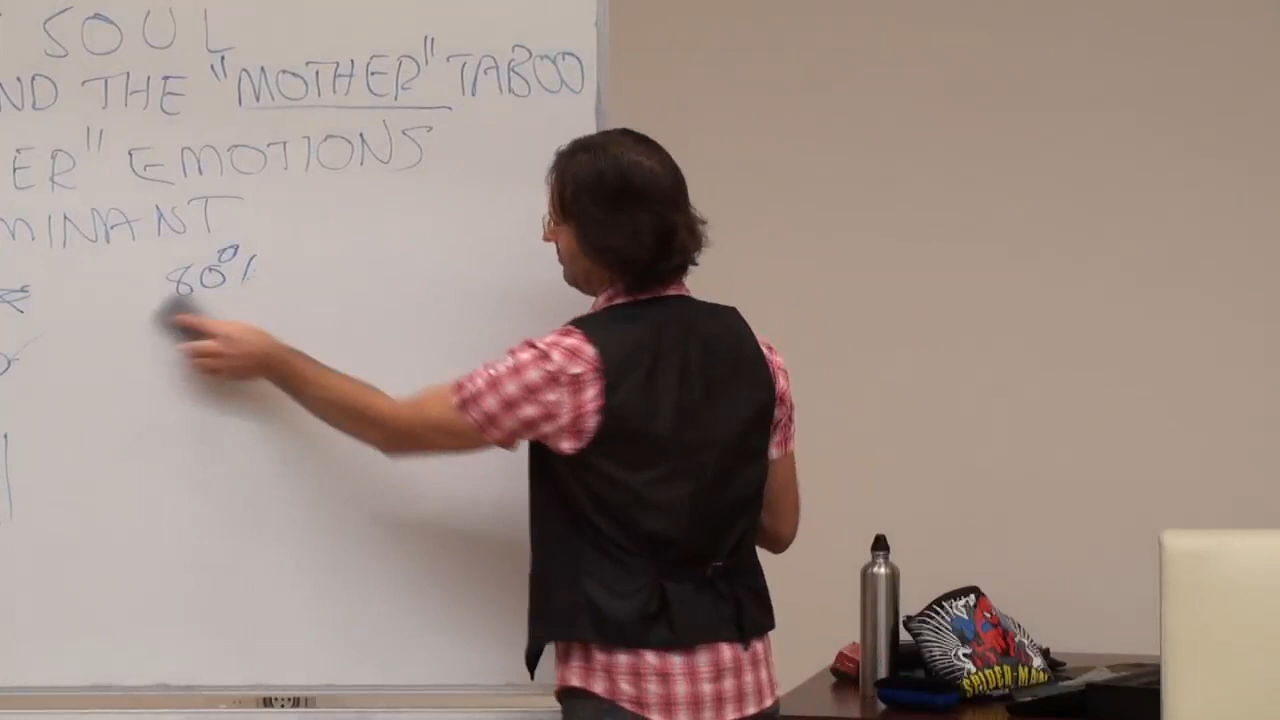 SOUL
ND THE "MOTHER" TABOO
ER" EMOTIONS
MINANT
80%
SPIDER-MAN